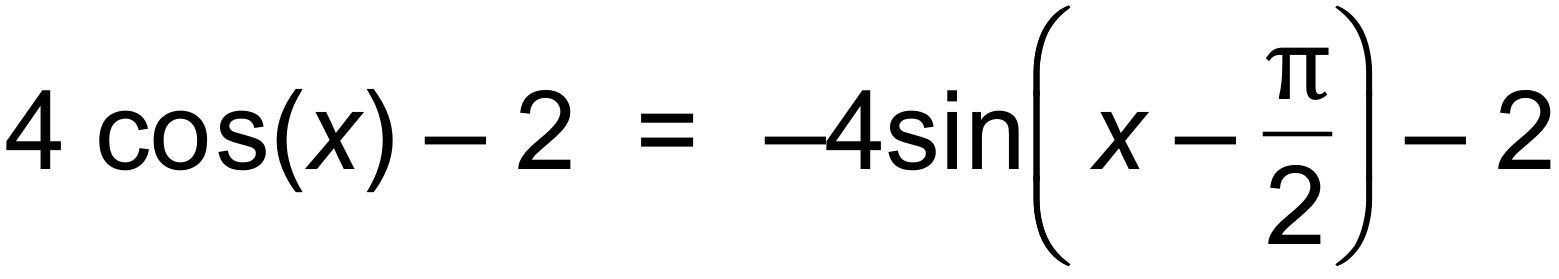 4 cos(x) – 2 = –4sin(x – π/2) – 2